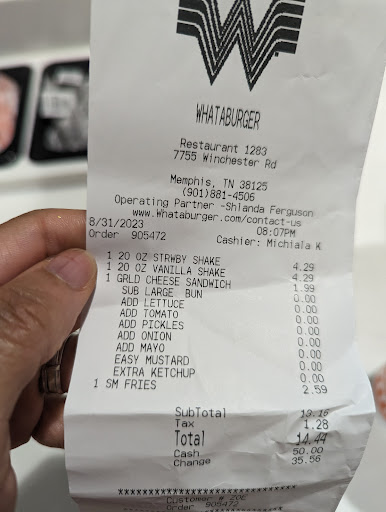 W
WHATABURGER
Restaurant 1283
7755 Winchester Rd
Memphis, TN 38125
(901)881-4506
Operating Partner -Shlanda Ferguson
www.Whataburger.com/contact-us
8/31/2023 08:07PM
Order 905472 Cashier: Michiala K
1 20 OZ STRWBY SHAKE 4.29
1 20 OZ VANILLA SHAKE 4.29
1 GRLD CHEESE SANDWICH 1.99
SUB LARGE BUN 0.00
ADD LETTUCE 0.00
ADD TOMATO 0.00
ADD PICKLES 0.00
ADD ONION 0.00
ADD MAYO 0.00
EASY MUSTARD 0.00
EXTRA KETCHUP 0.00
1 SM FRIES 2.59
SubTotal 13.16
Tax 1.28
Total 14.44
Cash 50.00
Change 35.56
***********************************
Customer W
Order 905472